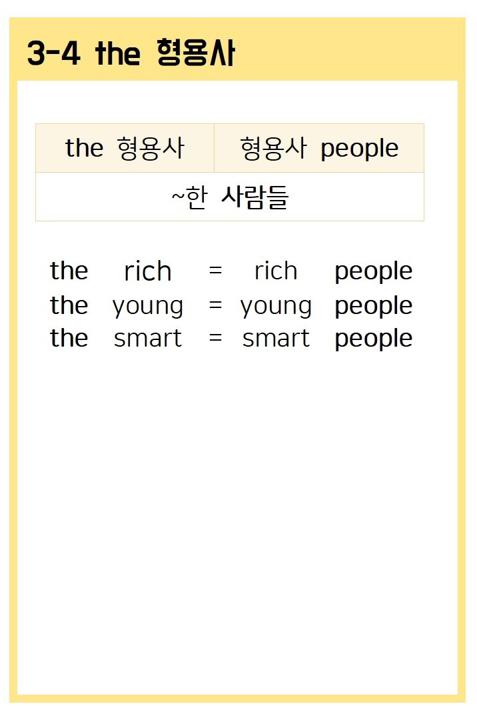 3-4 the 형용사
the 형용사 형용사 people
~한 사람들
the rich = rich people
the young = young people
the smart = smart people